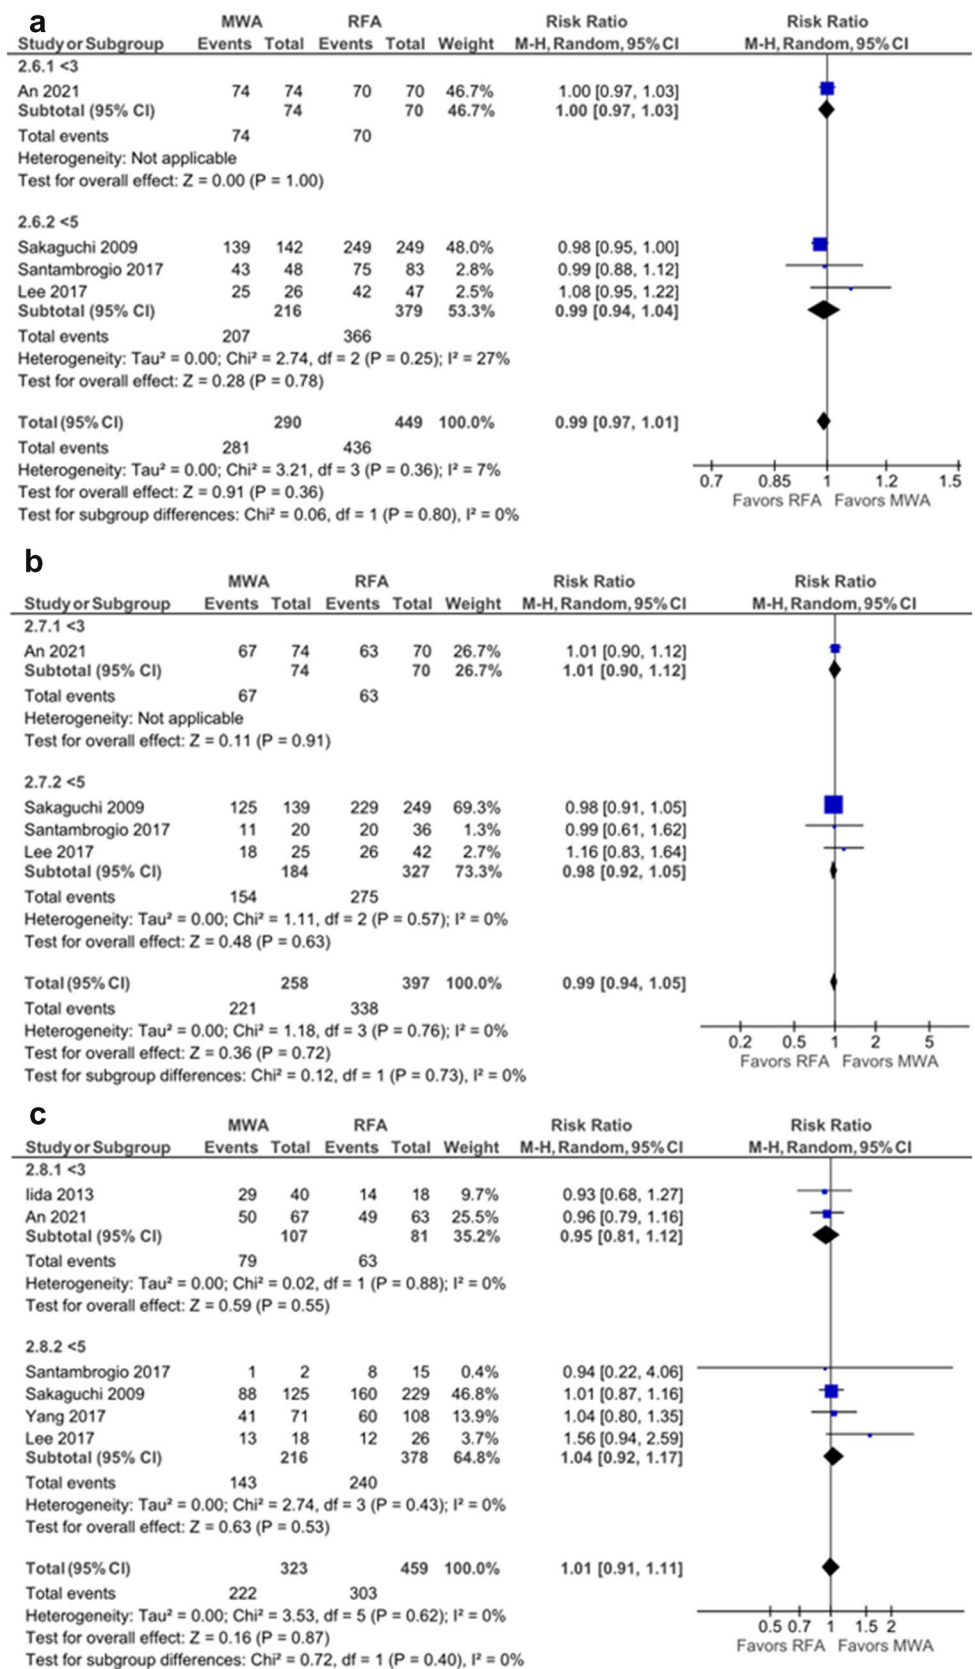 a
MWA RFA Risk Ratio Risk Ratio
Study or Subgroup Events Total Events Total Weight M-H, Random, 95% CI M-H, Random, 95% CI
2.6.1 <3
An 2021 74 74 70 70 46.7% 1.00 [0.97, 1.03]
Subtotal (95% CI) 74 70 46.7% 1.00 [0.97, 1.03]
Total events 74 70
Heterogeneity: Not applicable
Test for overall effect: Z = 0.00 (P = 1.00)
2.6.2 <5
Sakaguchi 2009 139 142 249 249 48.0% 0.98 [0.95, 1.00]
Santambrogio 2017 43 48 75 83 2.8% 0.99 [0.88, 1.12]
Lee 2017 25 26 42 47 2.5% 1.08 [0.95, 1.22]
Subtotal (95% CI) 216 379 53.3% 0.99 [0.94, 1.04]
Total events 207 366
Heterogeneity: Tau² = 0.00; Chi² = 2.74, df = 2 (P = 0.25); I² = 27%
Test for overall effect: Z = 0.28 (P = 0.78)
Total (95% CI) 290 449 100.0% 0.99 [0.97, 1.01]
Total events 281 436
Heterogeneity: Tau² = 0.00; Chi² = 3.21, df = 3 (P = 0.36); I² = 7%
Test for overall effect: Z = 0.91 (P = 0.36)
Test for subgroup differences: Chi² = 0.06, df = 1 (P = 0.80), I² = 0%
0.7 0.85 1 1.2 1.5
Favors RFA Favors MWA
b
MWA RFA Risk Ratio Risk Ratio
Study or Subgroup Events Total Events Total Weight M-H, Random, 95% CI M-H, Random, 95% CI
2.7.1 <3
An 2021 67 74 63 70 26.7% 1.01 [0.90, 1.12]
Subtotal (95% CI) 74 70 26.7% 1.01 [0.90, 1.12]
Total events 67 63
Heterogeneity: Not applicable
Test for overall effect: Z = 0.11 (P = 0.91)
2.7.2 <5
Sakaguchi 2009 125 139 229 249 69.3% 0.98 [0.91, 1.05]
Santambrogio 2017 11 20 20 36 1.3% 0.99 [0.61, 1.62]
Lee 2017 18 25 26 42 2.7% 1.16 [0.83, 1.64]
Subtotal (95% CI) 184 327 73.3% 0.98 [0.92, 1.05]
Total events 154 275
Heterogeneity: Tau² = 0.00; Chi² = 1.11, df = 2 (P = 0.57); I² = 0%
Test for overall effect: Z = 0.48 (P = 0.63)
Total (95% CI) 258 397 100.0% 0.99 [0.94, 1.05]
Total events 221 338
Heterogeneity: Tau² = 0.00; Chi² = 1.18, df = 3 (P = 0.76); I² = 0%
Test for overall effect: Z = 0.36 (P = 0.72)
Test for subgroup differences: Chi² = 0.12, df = 1 (P = 0.73), I² = 0%
0.2 0.5 1 2 5
Favors RFA Favors MWA
c
MWA RFA Risk Ratio Risk Ratio
Study or Subgroup Events Total Events Total Weight M-H, Random, 95% CI M-H, Random, 95% CI
2.8.1 <3
Iida 2013 29 40 14 18 9.7% 0.93 [0.68, 1.27]
An 2021 50 67 49 63 25.5% 0.96 [0.79, 1.16]
Subtotal (95% CI) 107 81 35.2% 0.95 [0.81, 1.12]
Total events 79 63
Heterogeneity: Tau² = 0.00; Chi² = 0.02, df = 1 (P = 0.88); I² = 0%
Test for overall effect: Z = 0.59 (P = 0.55)
2.8.2 <5
Santambrogio 2017 1 2 8 15 0.4% 0.94 [0.22, 4.06]
Sakaguchi 2009 88 125 160 229 46.8% 1.01 [0.87, 1.16]
Yang 2017 41 71 60 108 13.9% 1.04 [0.80, 1.35]
Lee 2017 13 18 12 26 3.7% 1.56 [0.94, 2.59]
Subtotal (95% CI) 216 378 64.8% 1.04 [0.92, 1.17]
Total events 143 240
Heterogeneity: Tau² = 0.00; Chi² = 2.74, df = 3 (P = 0.43); I² = 0%
Test for overall effect: Z = 0.63 (P = 0.53)
Total (95% CI) 323 459 100.0% 1.01 [0.91, 1.11]
Total events 222 303
Heterogeneity: Tau² = 0.00; Chi² = 3.53, df = 5 (P = 0.62); I² = 0%
Test for overall effect: Z = 0.16 (P = 0.87)
Test for subgroup differences: Chi² = 0.72, df = 1 (P = 0.40), I² = 0%
0.5 0.7 1 1.5 2
Favors RFA Favors MWA